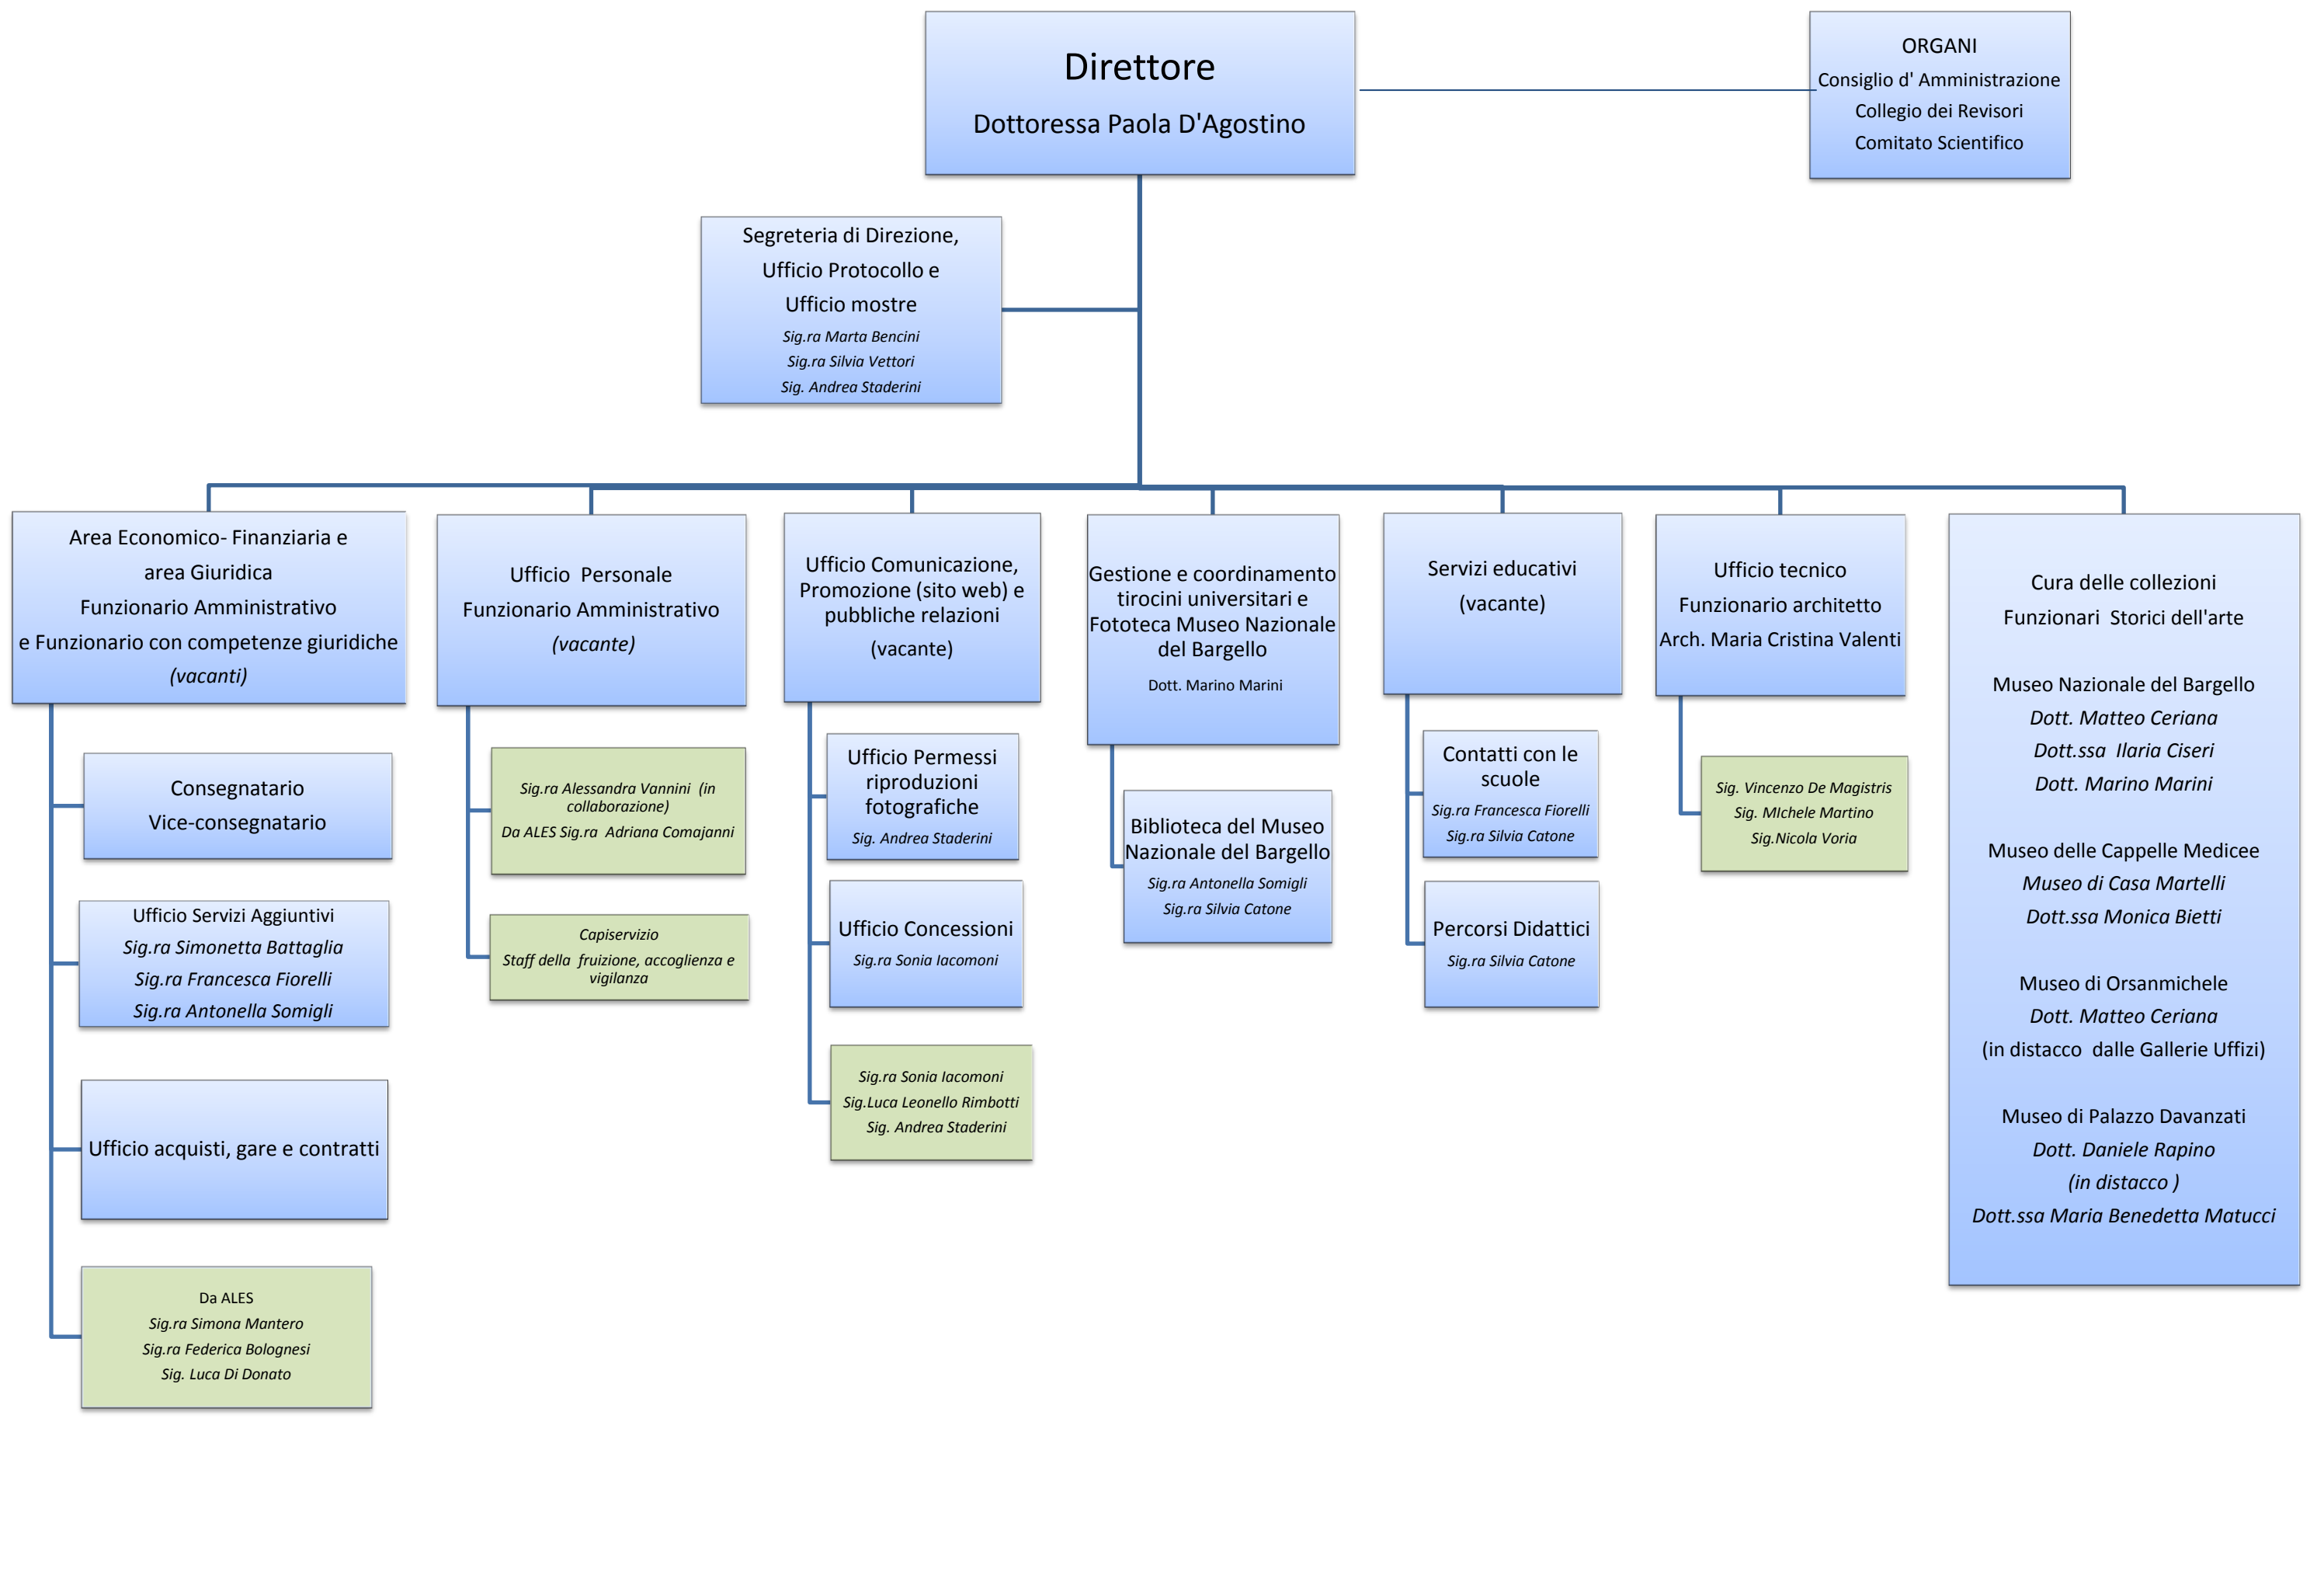 Direttore
Dottoressa Paola D'Agostino
ORGANI
Consiglio d' Amministrazione
Collegio dei Revisori
Comitato Scientifico
Segreteria di Direzione,
Ufficio Protocollo e
Ufficio mostre
Sig.ra Marta Bencini
Sig.ra Silvia Vettori
Sig. Andrea Staderini
Area Economico- Finanziaria e
area Giuridica
Funzionario Amministrativo
e Funzionario con competenze giuridiche
(vacanti)
Consegnatario
Vice-consegnatario
Ufficio Servizi Aggiuntivi
Sig.ra Simonetta Battaglia
Sig.ra Francesca Fiorelli
Sig.ra Antonella Somigli
Ufficio acquisti, gare e contratti
Da ALES
Sig.ra Simona Mantero
Sig.ra Federica Bolognesi
Sig. Luca Di Donato
Ufficio Personale
Funzionario Amministrativo
(vacante)
Sig.ra Alessandra Vannini (in
collaborazione)
Da ALES Sig.ra Adriana Comajanni
Capiservizio
Staff della fruizione, accoglienza e
vigilanza
Ufficio Comunicazione,
Promozione (sito web) e
pubbliche relazioni
(vacante)
Ufficio Permessi
riproduzioni
fotografiche
Sig. Andrea Staderini
Ufficio Concessioni
Sig.ra Sonia Iacomoni
Sig.ra Sonia Iacomoni
Sig.Luca Leonello Rimbotti
Sig. Andrea Staderini
Gestione e coordinamento
tirocini universitari e
Fototeca Museo Nazionale
del Bargello
Dott. Marino Marini
Biblioteca del Museo
Nazionale del Bargello
Sig.ra Antonella Somigli
Sig.ra Silvia Catone
Servizi educativi
(vacante)
Contatti con le
scuole
Sig.ra Francesca Fiorelli
Sig.ra Silvia Catone
Percorsi Didattici
Sig.ra Silvia Catone
Ufficio tecnico
Funzionario architetto
Arch. Maria Cristina Valenti
Sig. Vincenzo De Magistris
Sig. MIchele Martino
Sig.Nicola Voria
Cura delle collezioni
Funzionari Storici dell'arte
Museo Nazionale del Bargello
Dott. Matteo Ceriana
Dott.ssa Ilaria Ciseri
Dott. Marino Marini
Museo delle Cappelle Medicee
Museo di Casa Martelli
Dott.ssa Monica Bietti
Museo di Orsanmichele
Dott. Matteo Ceriana
(in distacco dalle Gallerie Uffizi)
Museo di Palazzo Davanzati
Dott. Daniele Rapino
(in distacco )
Dott.ssa Maria Benedetta Matucci